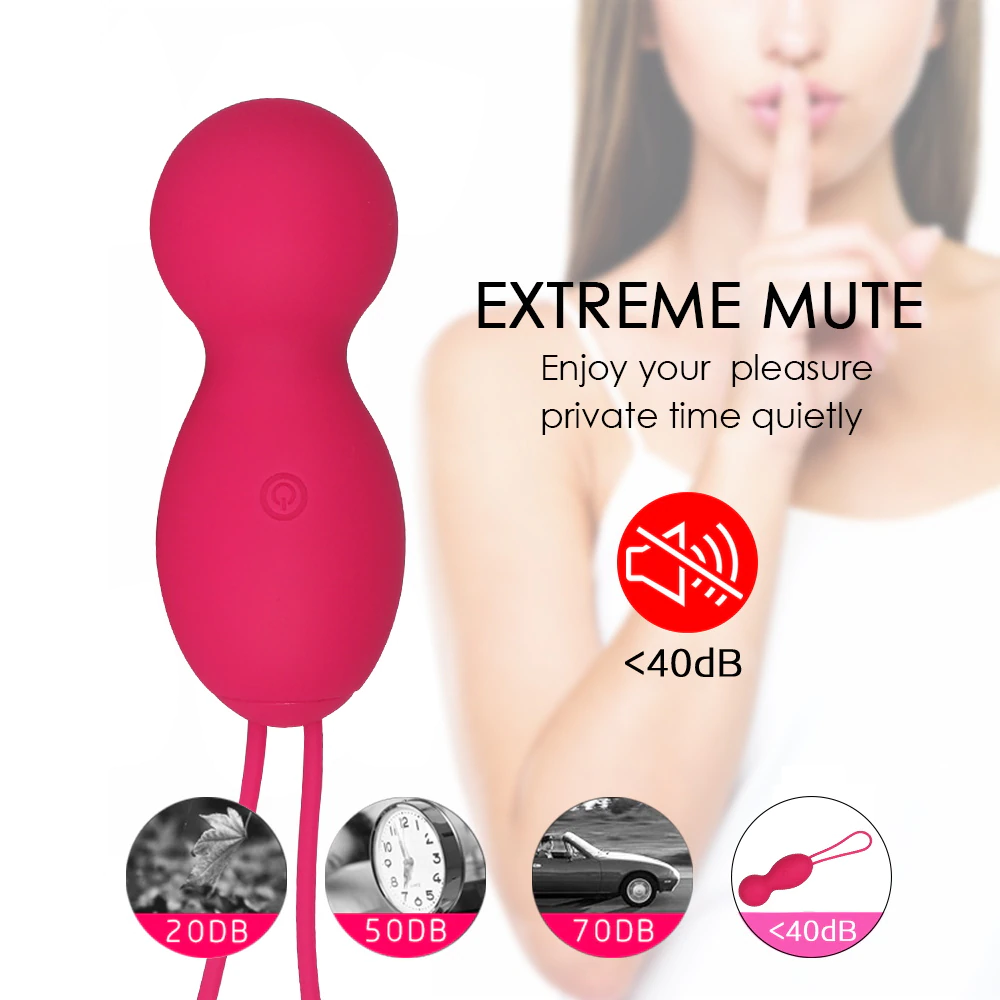 EXTREME MUTE
Enjoy your pleasure
private time quietly
<40dB
20DB
50DB
70DB
<40dB